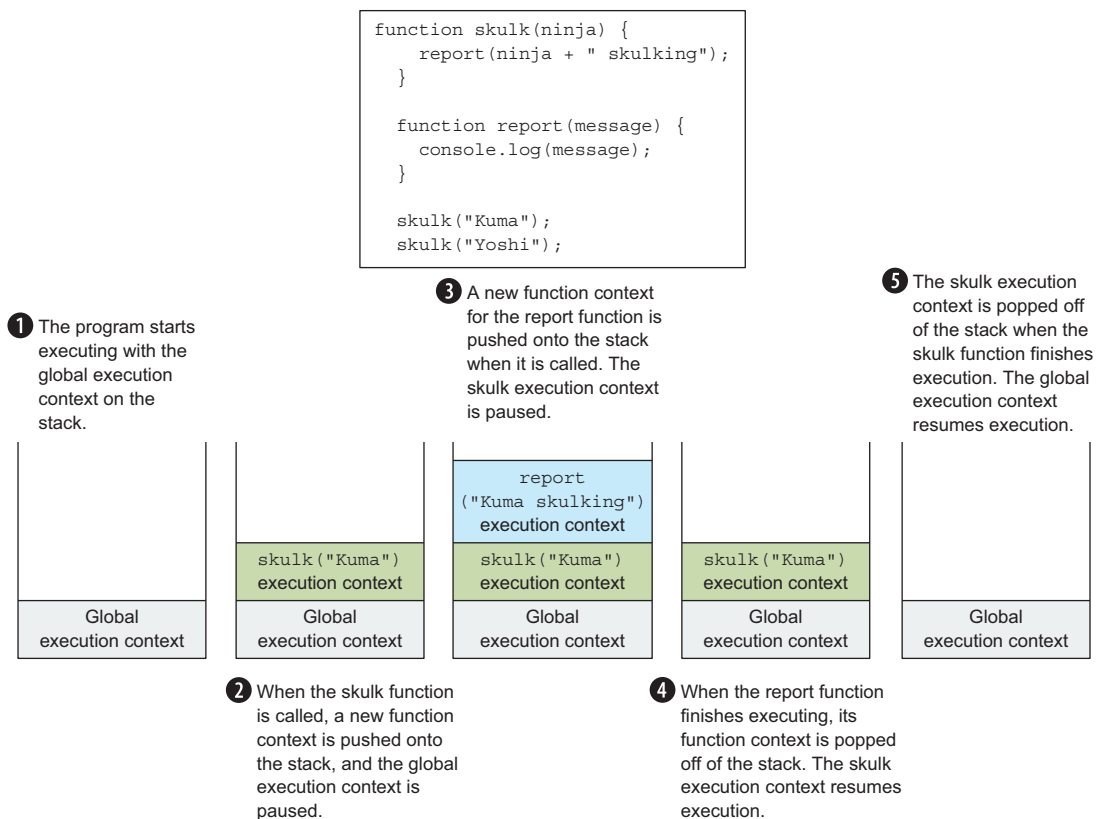 function skulk(ninja) {
report(ninja + " skulking");
}
function report(message) {
console.log(message);
}
skulk("Kuma");
skulk("Yoshi");
1 The program starts
executing with the
global execution
context on the
stack.
3 A new function context
for the report function is
pushed onto the stack
when it is called. The
skulk execution context
is paused.
5 The skulk execution
context is popped off
of the stack when the
skulk function finishes
execution. The global
execution context
resumes execution.
Global
execution context
skulk("Kuma")
execution context
Global
execution context
report
("Kuma skulking")
execution context
skulk("Kuma")
execution context
Global
execution context
skulk("Kuma")
execution context
Global
execution context
Global
execution context
2 When the skulk function
is called, a new function
context is pushed onto
the stack, and the global
execution context is
paused.
4 When the report function
finishes executing, its
function context is popped
off of the stack. The skulk
execution context resumes
execution.